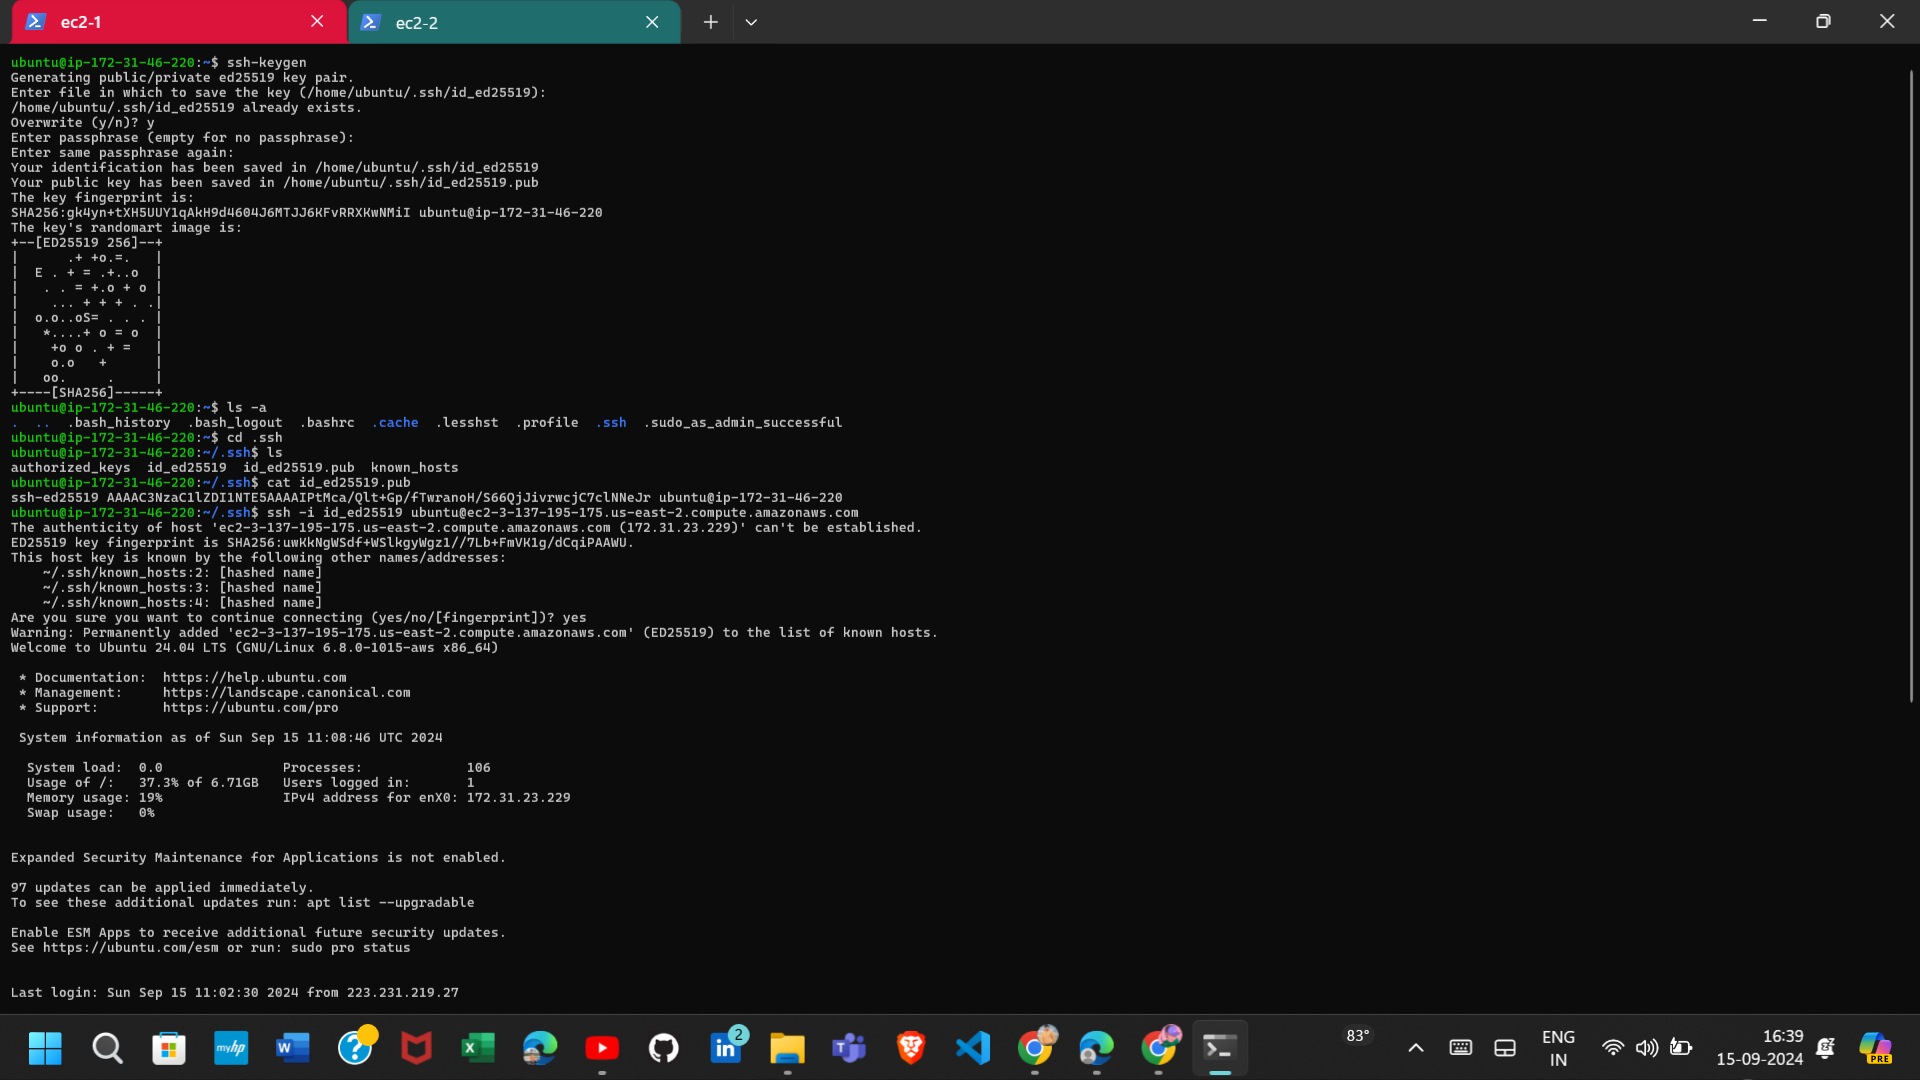 ec2-1
ec2-2
ubuntu@ip-172-31-46-220:~$ ssh-keygen
Generating public/private ed25519 key pair.
Enter file in which to save the key (/home/ubuntu/.ssh/id_ed25519):
/home/ubuntu/.ssh/id_ed25519 already exists.
Overwrite (y/n)? y
Enter passphrase (empty for no passphrase):
Enter same passphrase again:
Your identification has been saved in /home/ubuntu/.ssh/id_ed25519
Your public key has been saved in /home/ubuntu/.ssh/id_ed25519.pub
The key fingerprint is:
SHA256:gk4yn+tXH5UUY1qAkH9d4604J6MTJJ6KFvRRXKwNMiI ubuntu@ip-172-31-46-220
The key's randomart image is:
+--[ED25519 256]--+
|      .+ +o.=.   |
|  E . + = .+..o  |
|   . . = +.o + o |
|    ... + + + . .|
|  o.o..oS= . . . |
|   *....+ o = o  |
|    +o o . + =   |
|    o.o   +      |
|   oo.     .     |
+----[SHA256]-----+
ubuntu@ip-172-31-46-220:~$ ls -a
.  ..  .bash_history  .bash_logout  .bashrc  .cache  .lesshst  .profile  .ssh  .sudo_as_admin_successful
ubuntu@ip-172-31-46-220:~$ cd .ssh
ubuntu@ip-172-31-46-220:~/.ssh$ ls
authorized_keys  id_ed25519  id_ed25519.pub  known_hosts
ubuntu@ip-172-31-46-220:~/.ssh$ cat id_ed25519.pub
ssh-ed25519 AAAAC3NzaC1lZDI1NTE5AAAAIPtMca/Qlt+Gp/fTwranoH/S66QjJivrwcjC7clNNeJr ubuntu@ip-172-31-46-220
ubuntu@ip-172-31-46-220:~/.ssh$ ssh -i id_ed25519 ubuntu@ec2-3-137-195-175.us-east-2.compute.amazonaws.com
The authenticity of host 'ec2-3-137-195-175.us-east-2.compute.amazonaws.com (172.31.23.229)' can't be established.
ED25519 key fingerprint is SHA256:uwKkNgWSdf+WSlkgyWgz1//7Lb+FmVK1g/dCqiPAAWU.
This host key is known by the following other names/addresses:
    ~/.ssh/known_hosts:2: [hashed name]
    ~/.ssh/known_hosts:3: [hashed name]
    ~/.ssh/known_hosts:4: [hashed name]
Are you sure you want to continue connecting (yes/no/[fingerprint])? yes
Warning: Permanently added 'ec2-3-137-195-175.us-east-2.compute.amazonaws.com' (ED25519) to the list of known hosts.
Welcome to Ubuntu 24.04 LTS (GNU/Linux 6.8.0-1015-aws x86_64)
 * Documentation:  https://help.ubuntu.com
 * Management:     https://landscape.canonical.com
 * Support:        https://ubuntu.com/pro
 System information as of Sun Sep 15 11:08:46 UTC 2024
  System load:  0.0               Processes:             106
  Usage of /:   37.3% of 6.71GB   Users logged in:       1
  Memory usage: 19%               IPv4 address for enX0: 172.31.23.229
  Swap usage:   0%
Expanded Security Maintenance for Applications is not enabled.
97 updates can be applied immediately.
To see these additional updates run: apt list --upgradable
Enable ESM Apps to receive additional future security updates.
See https://ubuntu.com/esm or run: sudo pro status
Last login: Sun Sep 15 11:02:30 2024 from 223.231.219.27
myhp
2
83°
ENG
IN
16:39
15-09-2024
PRE